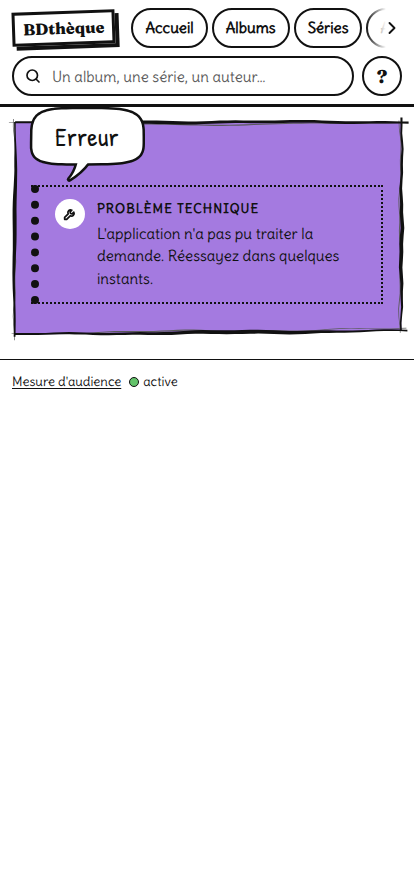 BDthèque
Accueil
Albums
Séries
Un album, une série, un auteur...
?
Erreur
PROBLÈME TECHNIQUE
L'application n'a pas pu traiter la
demande. Réessayez dans quelques
instants.
Mesure d'audience
active